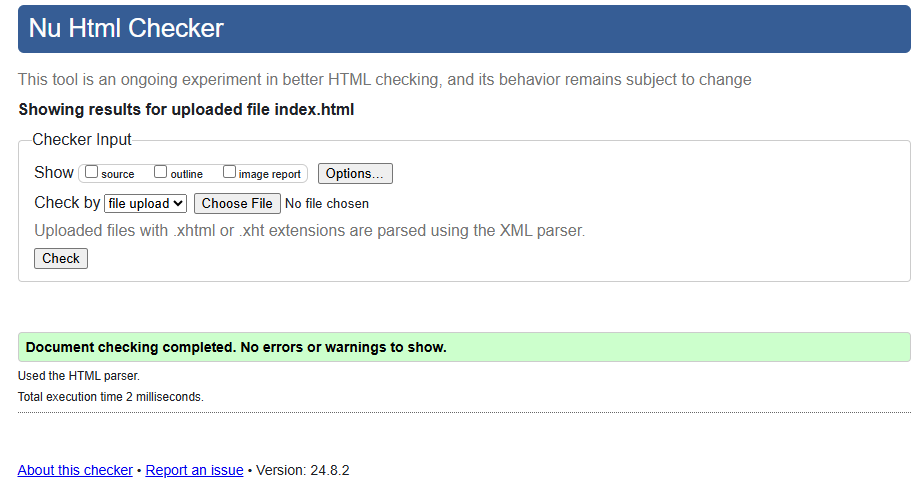 Nu Html Checker
This tool is an ongoing experiment in better HTML checking, and its behavior remains subject to change
Showing results for uploaded file index.html
Checker Input
Show source outline image report Options...
Check by file upload Choose File No file chosen
Uploaded files with .xhtml or .xht extensions are parsed using the XML parser.
Check
Document checking completed. No errors or warnings to show.
Used the HTML parser.
Total execution time 2 milliseconds.
About this checker • Report an issue • Version: 24.8.2